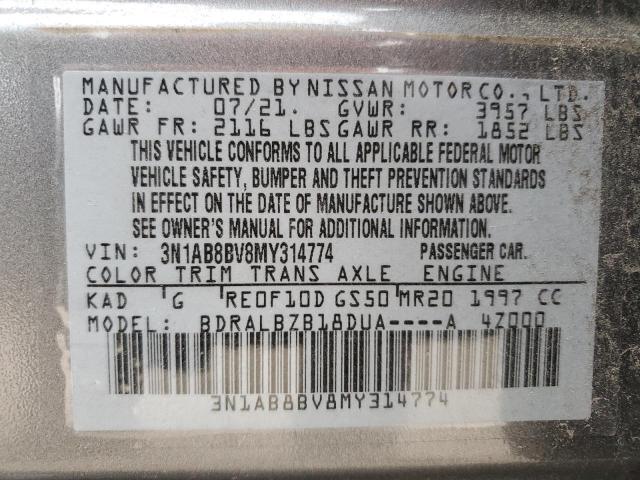 MANUFACTURED BY NISSAN MOTOR CO., LTD.
DATE: 07/21. GVWR: 3957 LBS
GAWR FR: 2116 LBS GAWR RR: 1852 LBS
THIS VEHICLE CONFORMS TO ALL APPLICABLE FEDERAL MOTOR
VEHICLE SAFETY, BUMPER AND THEFT PREVENTION STANDARDS
IN EFFECT ON THE DATE OF MANUFACTURE SHOWN ABOVE.
SEE OWNER'S MANUAL FOR ADDITIONAL INFORMATION.
VIN: 3N1AB8BV8MY314774 PASSENGER CAR.
COLOR TRIM TRANS AXLE ENGINE
KAD G RE0F10D GS50 MR20 1997 CC
MODEL: BDRALBZB18DUA----A 4Z000
3N1AB8BV8MY314774